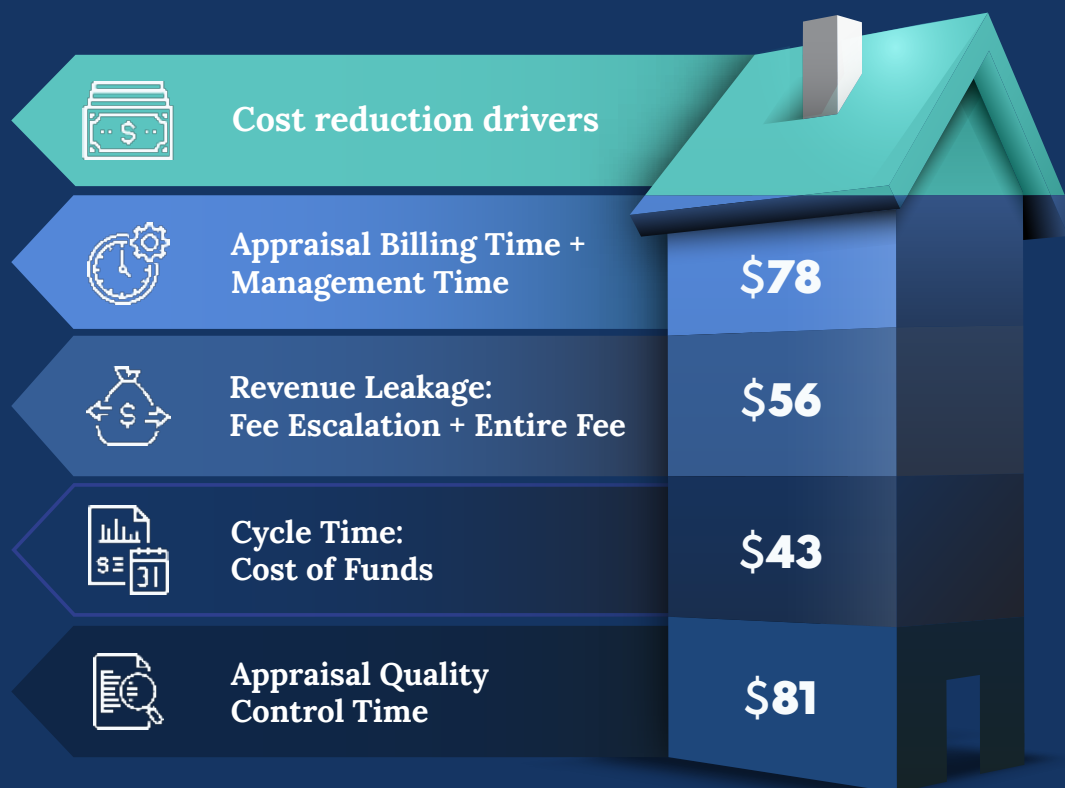 Cost reduction drivers
Appraisal Billing Time +
Management Time
$78
Revenue Leakage:
Fee Escalation + Entire Fee
$56
Cycle Time:
Cost of Funds
$43
Appraisal Quality
Control Time
$81